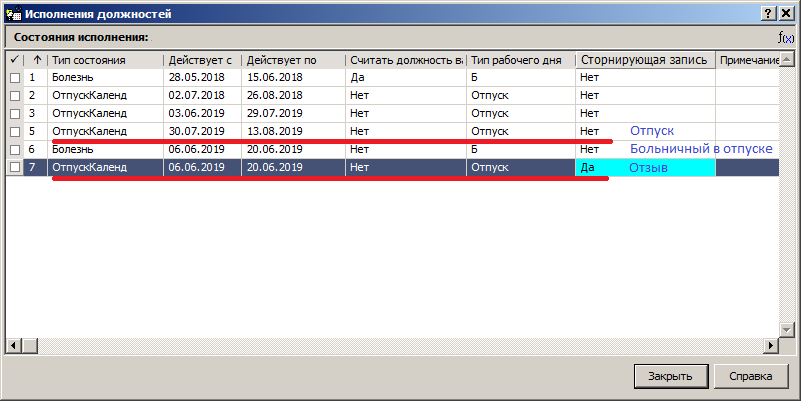 Исполнения должностей
Состояния исполнения:
f(x)
✓ ↑ Тип состояния Действует с Действует по Считать должность ва Тип рабочего дня Сторнирующая запись Примечание
1 Болезнь 28.05.2018 15.06.2018 Да Б Нет
2 ОтпускКаленд 02.07.2018 26.08.2018 Нет Отпуск Нет
3 ОтпускКаленд 03.06.2019 29.07.2019 Нет Отпуск Нет
5 ОтпускКаленд 30.07.2019 13.08.2019 Нет Отпуск Нет Отпуск
6 Болезнь 06.06.2019 20.06.2019 Нет Б Нет Больничный в отпуске
7 ОтпускКаленд 06.06.2019 20.06.2019 Нет Отпуск Да Отзыв
Закрыть Справка